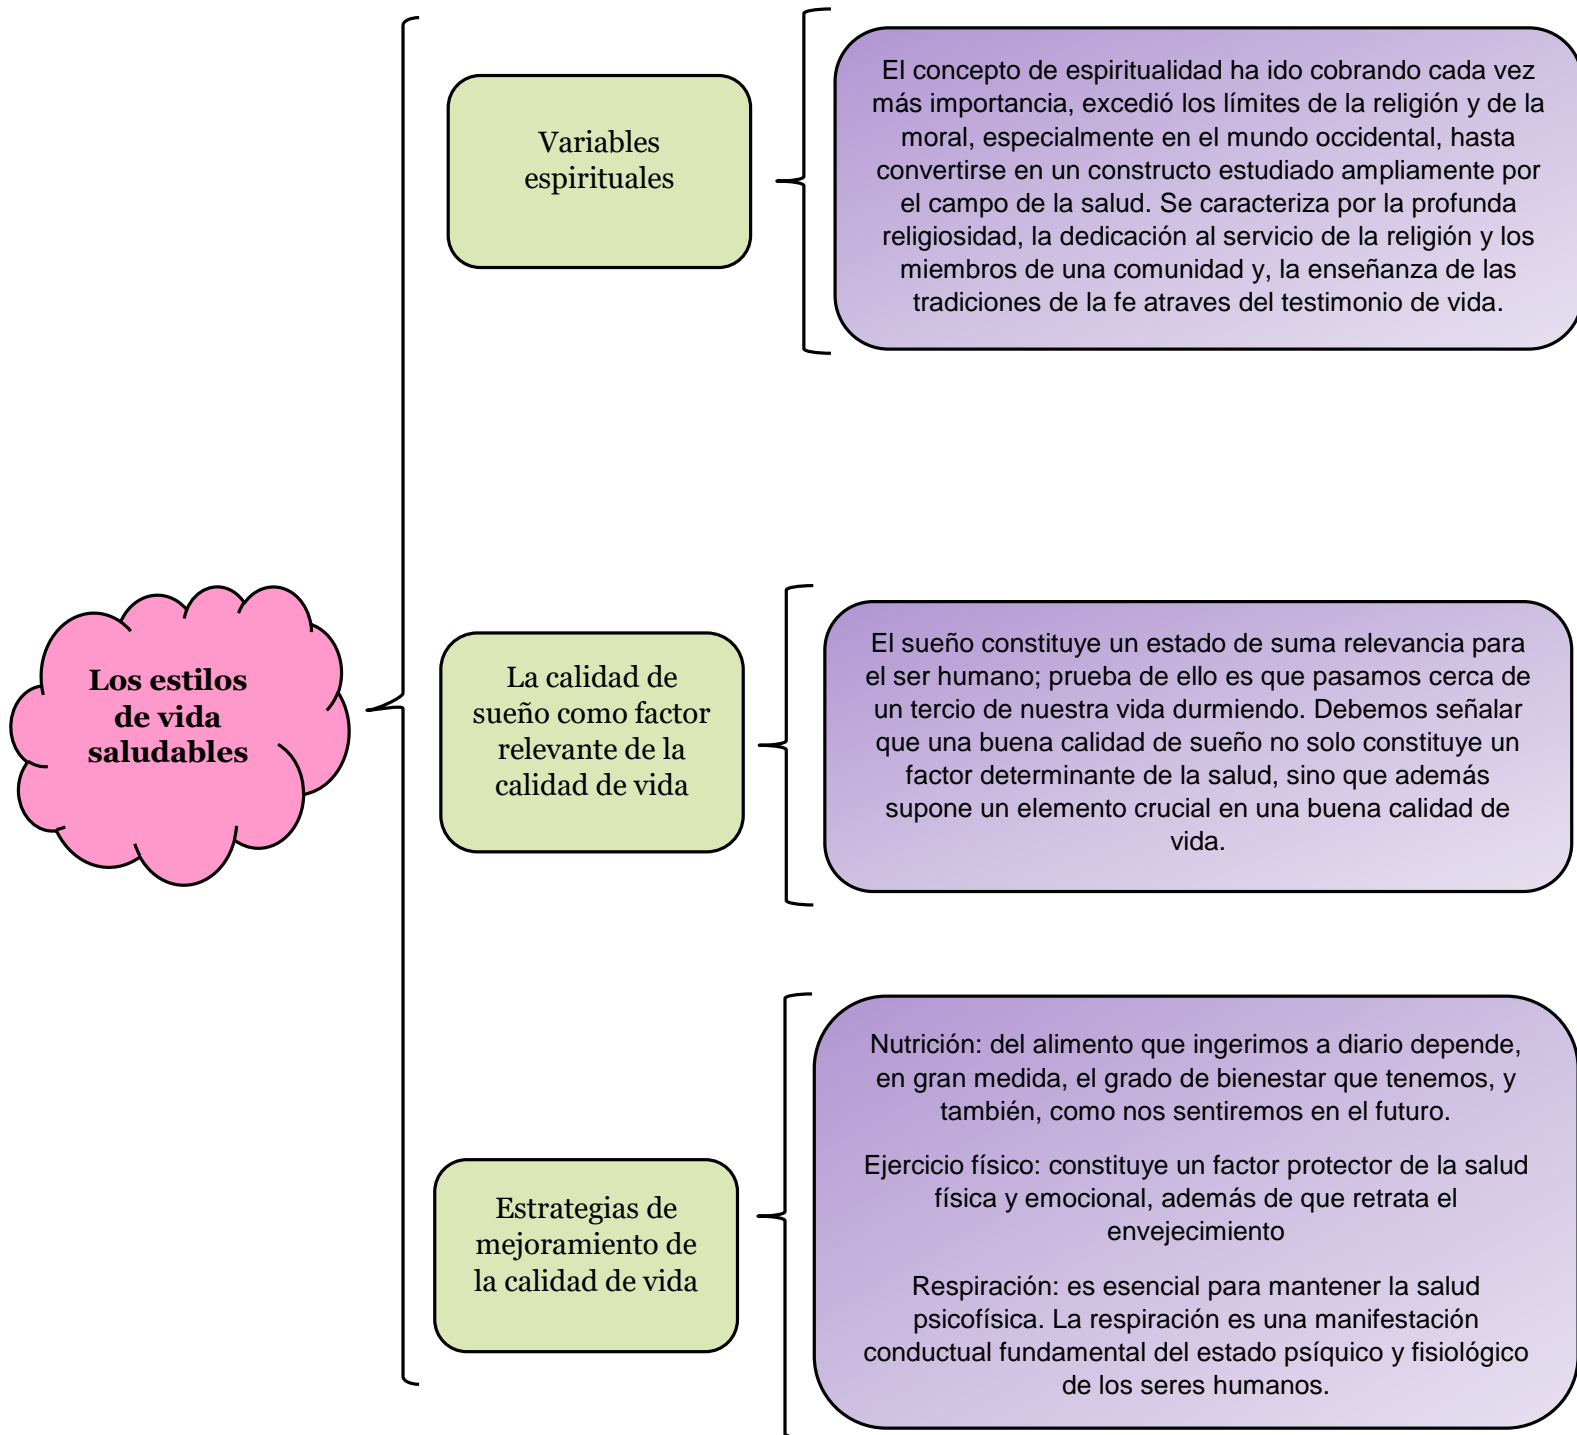 Los estilos
de vida
saludables
Variables
espirituales
El concepto de espiritualidad ha ido cobrando cada vez
más importancia, excedió los límites de la religión y de la
moral, especialmente en el mundo occidental, hasta
convertirse en un constructo estudiado ampliamente por
el campo de la salud. Se caracteriza por la profunda
religiosidad, la dedicación al servicio de la religión y los
miembros de una comunidad y, la enseñanza de las
tradiciones de la fe atraves del testimonio de vida.
La calidad de
sueño como factor
relevante de la
calidad de vida
El sueño constituye un estado de suma relevancia para
el ser humano; prueba de ello es que pasamos cerca de
un tercio de nuestra vida durmiendo. Debemos señalar
que una buena calidad de sueño no solo constituye un
factor determinante de la salud, sino que además
supone un elemento crucial en una buena calidad de
vida.
Estrategias de
mejoramiento de
la calidad de vida
Nutrición: del alimento que ingerimos a diario depende,
en gran medida, el grado de bienestar que tenemos, y
también, como nos sentiremos en el futuro.
Ejercicio físico: constituye un factor protector de la salud
física y emocional, además de que retrata el
envejecimiento
Respiración: es esencial para mantener la salud
psicofísica. La respiración es una manifestación
conductual fundamental del estado psíquico y fisiológico
de los seres humanos.